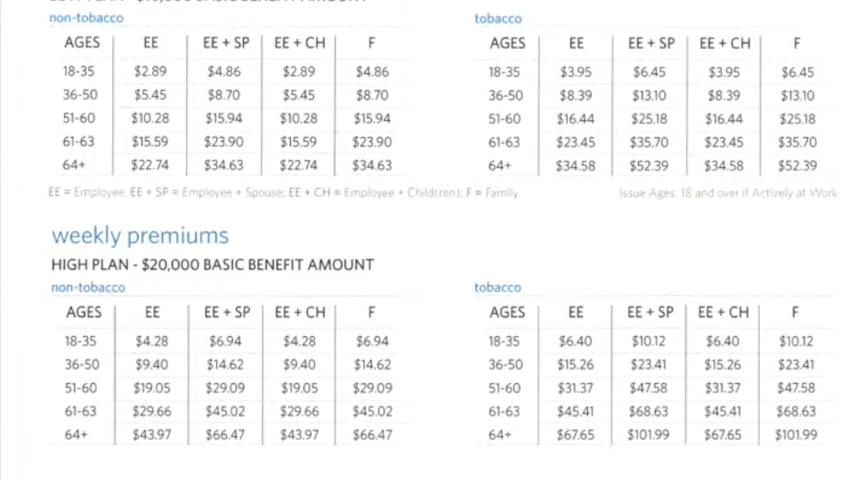 non-tobacco
AGES EE EE + SP EE + CH F
18-35 $2.89 $4.86 $2.89 $4.86
36-50 $5.45 $8.70 $5.45 $8.70
51-60 $10.28 $15.94 $10.28 $15.94
61-63 $15.59 $23.90 $15.59 $23.90
64+ $22.74 $34.63 $22.74 $34.63
tobacco
AGES EE EE + SP EE + CH F
18-35 $3.95 $6.45 $3.95 $6.45
36-50 $8.39 $13.10 $8.39 $13.10
51-60 $16.44 $25.18 $16.44 $25.18
61-63 $23.45 $35.70 $23.45 $35.70
64+ $34.58 $52.39 $34.58 $52.39
EE = Employee; EE + SP = Employee + Spouse; EE + CH = Employee + Child(ren); F = Family
Issue Ages: 18 and over if Actively at Work
weekly premiums
HIGH PLAN - $20,000 BASIC BENEFIT AMOUNT
non-tobacco
AGES EE EE + SP EE + CH F
18-35 $4.28 $6.94 $4.28 $6.94
36-50 $9.40 $14.62 $9.40 $14.62
51-60 $19.05 $29.09 $19.05 $29.09
61-63 $29.66 $45.02 $29.66 $45.02
64+ $43.97 $66.47 $43.97 $66.47
tobacco
AGES EE EE + SP EE + CH F
18-35 $6.40 $10.12 $6.40 $10.12
36-50 $15.26 $23.41 $15.26 $23.41
51-60 $31.37 $47.58 $31.37 $47.58
61-63 $45.41 $68.63 $45.41 $68.63
64+ $67.65 $101.99 $67.65 $101.99